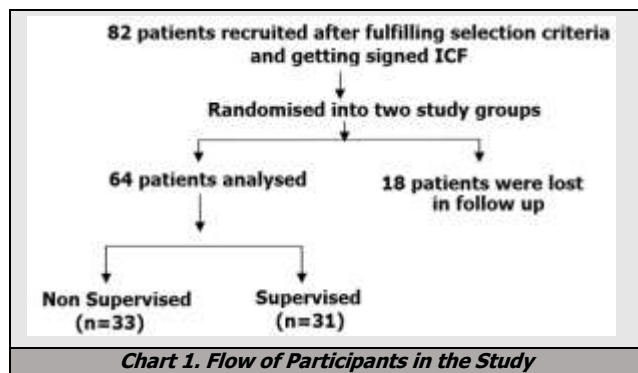 82 patients recruited after fulfilling selection criteria
and getting signed ICF
Randomised into two study groups
64 patients analysed
18 patients were lost
in follow up
Non Supervised
(n=33)
Supervised
(n=31)
Chart 1. Flow of Participants in the Study